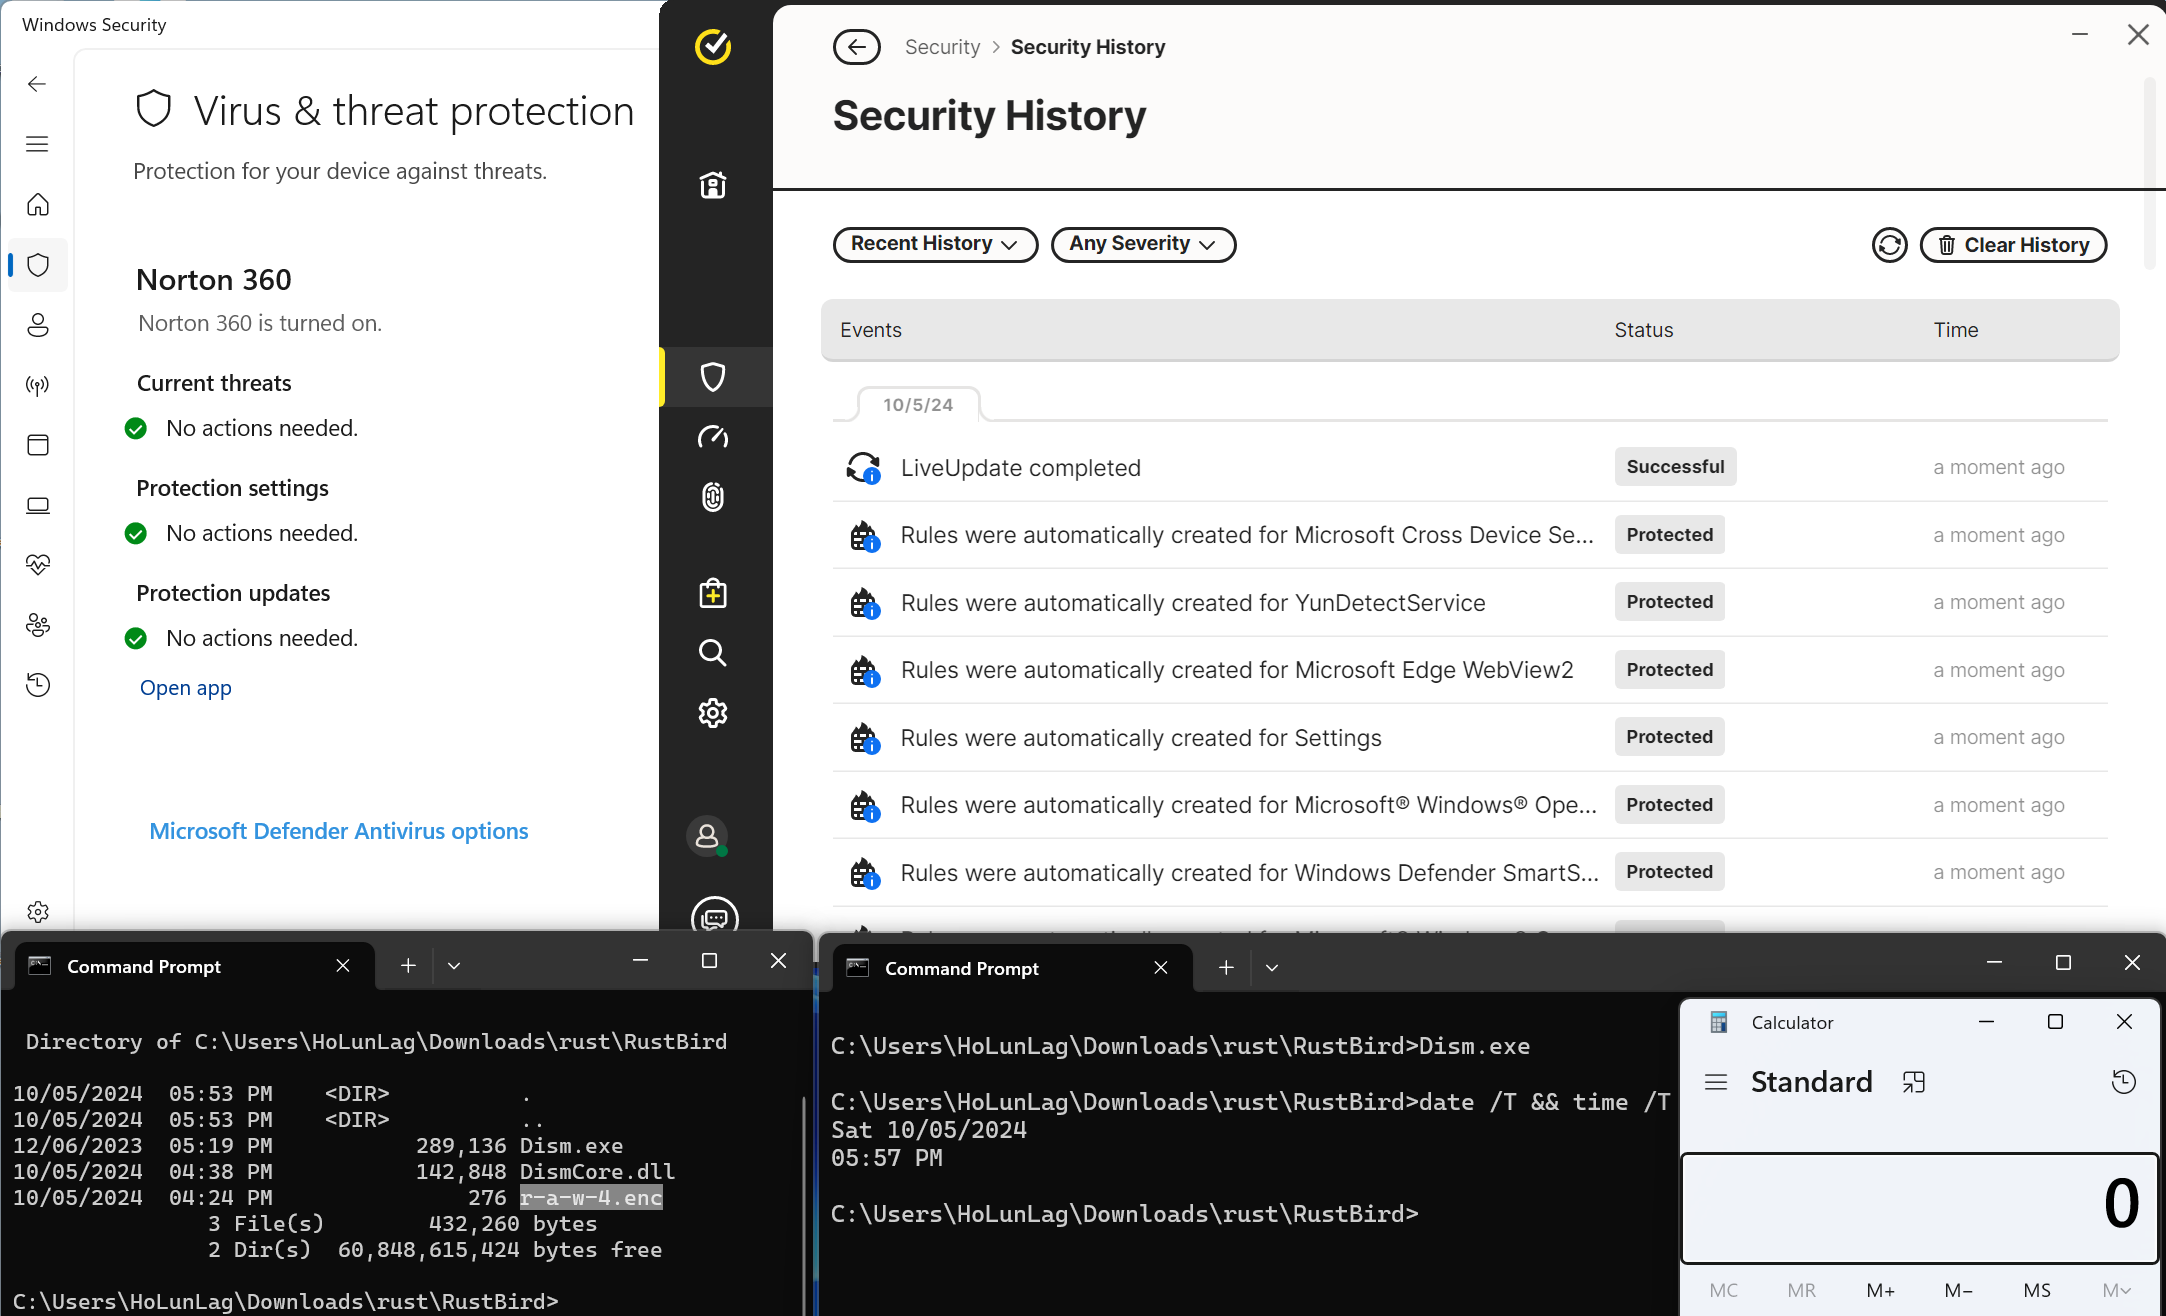 Windows Security
Virus & threat protection
Protection for your device against threats.
Norton 360
Norton 360 is turned on.
Current threats
No actions needed.
Protection settings
No actions needed.
Protection updates
No actions needed.
Open app
Microsoft Defender Antivirus options
Security > Security History
Security History
Recent History
Any Severity
Clear History
Events Status Time
10/5/24
LiveUpdate completed Successful a moment ago
Rules were automatically created for Microsoft Cross Device Se... Protected a moment ago
Rules were automatically created for YunDetectService Protected a moment ago
Rules were automatically created for Microsoft Edge WebView2 Protected a moment ago
Rules were automatically created for Settings Protected a moment ago
Rules were automatically created for Microsoft® Windows® Ope... Protected a moment ago
Rules were automatically created for Windows Defender SmartS... Protected a moment ago
Command Prompt
Directory of C:\Users\HoLunLag\Downloads\rust\RustBird
10/05/2024 05:53 PM <DIR> .
10/05/2024 05:53 PM <DIR> ..
12/06/2023 05:19 PM 289,136 Dism.exe
10/05/2024 04:38 PM 142,848 DismCore.dll
10/05/2024 04:24 PM 276 r-a-w-4.enc
3 File(s) 432,260 bytes
2 Dir(s) 60,848,615,424 bytes free
C:\Users\HoLunLag\Downloads\rust\RustBird>
Command Prompt
C:\Users\HoLunLag\Downloads\rust\RustBird>Dism.exe
C:\Users\HoLunLag\Downloads\rust\RustBird>date /T && time /T
Sat 10/05/2024
05:57 PM
C:\Users\HoLunLag\Downloads\rust\RustBird>
Calculator
Standard
0
MC MR M+ M- MS M